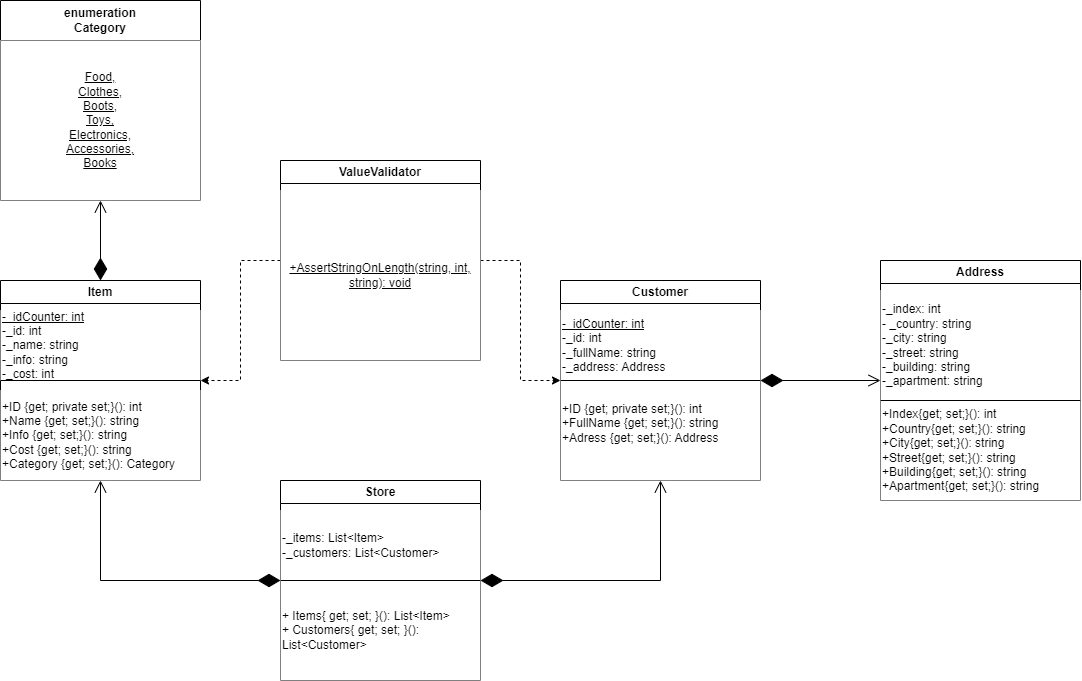 enumeration
Category
Food,
Clothes,
Boots,
Toys,
Electronics,
Accessories,
Books
ValueValidator
+AssertStringOnLength(string, int,
string): void
Item
-_idCounter: int
-_id: int
-_name: string
-_info: string
-_cost: int
+ID {get; private set;}(): int
+Name {get; set;}(): string
+Info {get; set;}(): string
+Cost {get; set;}(): string
+Category {get; set;}(): Category
Customer
-_idCounter: int
-_id: int
-_fullName: string
-_address: Address
+ID {get; private set;}(): int
+FullName {get; set;}(): string
+Adress {get; set;}(): Address
Address
-_index: int
- _country: string
-_city: string
-_street: string
-_building: string
-_apartment: string
+Index{get; set;}(): int
+Country{get; set;}(): string
+City{get; set;}(): string
+Street{get; set;}(): string
+Building{get; set;}(): string
+Apartment{get; set;}(): string
Store
-_items: List<Item>
-_customers: List<Customer>
+ Items{ get; set; }(): List<Item>
+ Customers{ get; set; }():
List<Customer>